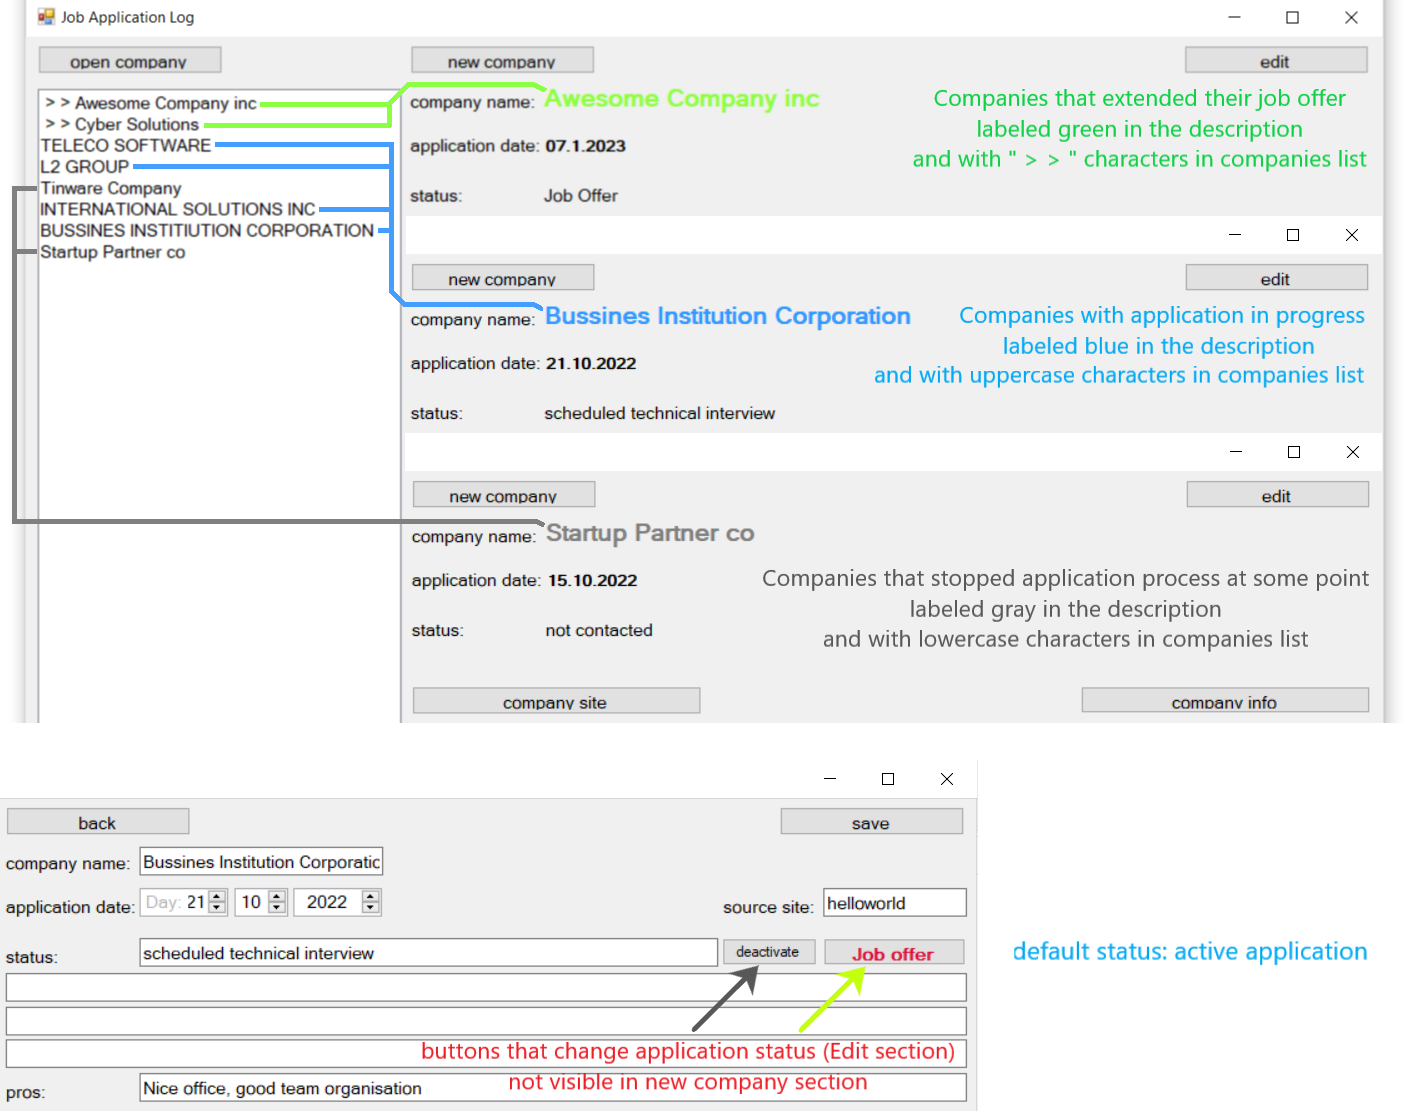 Job Application Log
open company
new company
edit
> > Awesome Company inc
> > Cyber Solutions
TELECO SOFTWARE
L2 GROUP
Tinware Company
INTERNATIONAL SOLUTIONS INC
BUSSINES INSTITIUTION CORPORATION
Startup Partner co
company name: Awesome Company inc
application date: 07.1.2023
status: Job Offer
Companies that extended their job offer
labeled green in the description
and with " > > " characters in companies list
new company
edit
company name: Bussines Institution Corporation
application date: 21.10.2022
status: scheduled technical interview
Companies with application in progress
labeled blue in the description
and with uppercase characters in companies list
new company
edit
company name: Startup Partner co
application date: 15.10.2022
status: not contacted
Companies that stopped application process at some point
labeled gray in the description
and with lowercase characters in companies list
company site
company info
back
save
company name: Bussines Institution Corporatic
application date: Day: 21 10 2022
source site: helloworld
status: scheduled technical interview
deactivate
Job offer
default status: active application
buttons that change application status (Edit section)
not visible in new company section
pros: Nice office, good team organisation